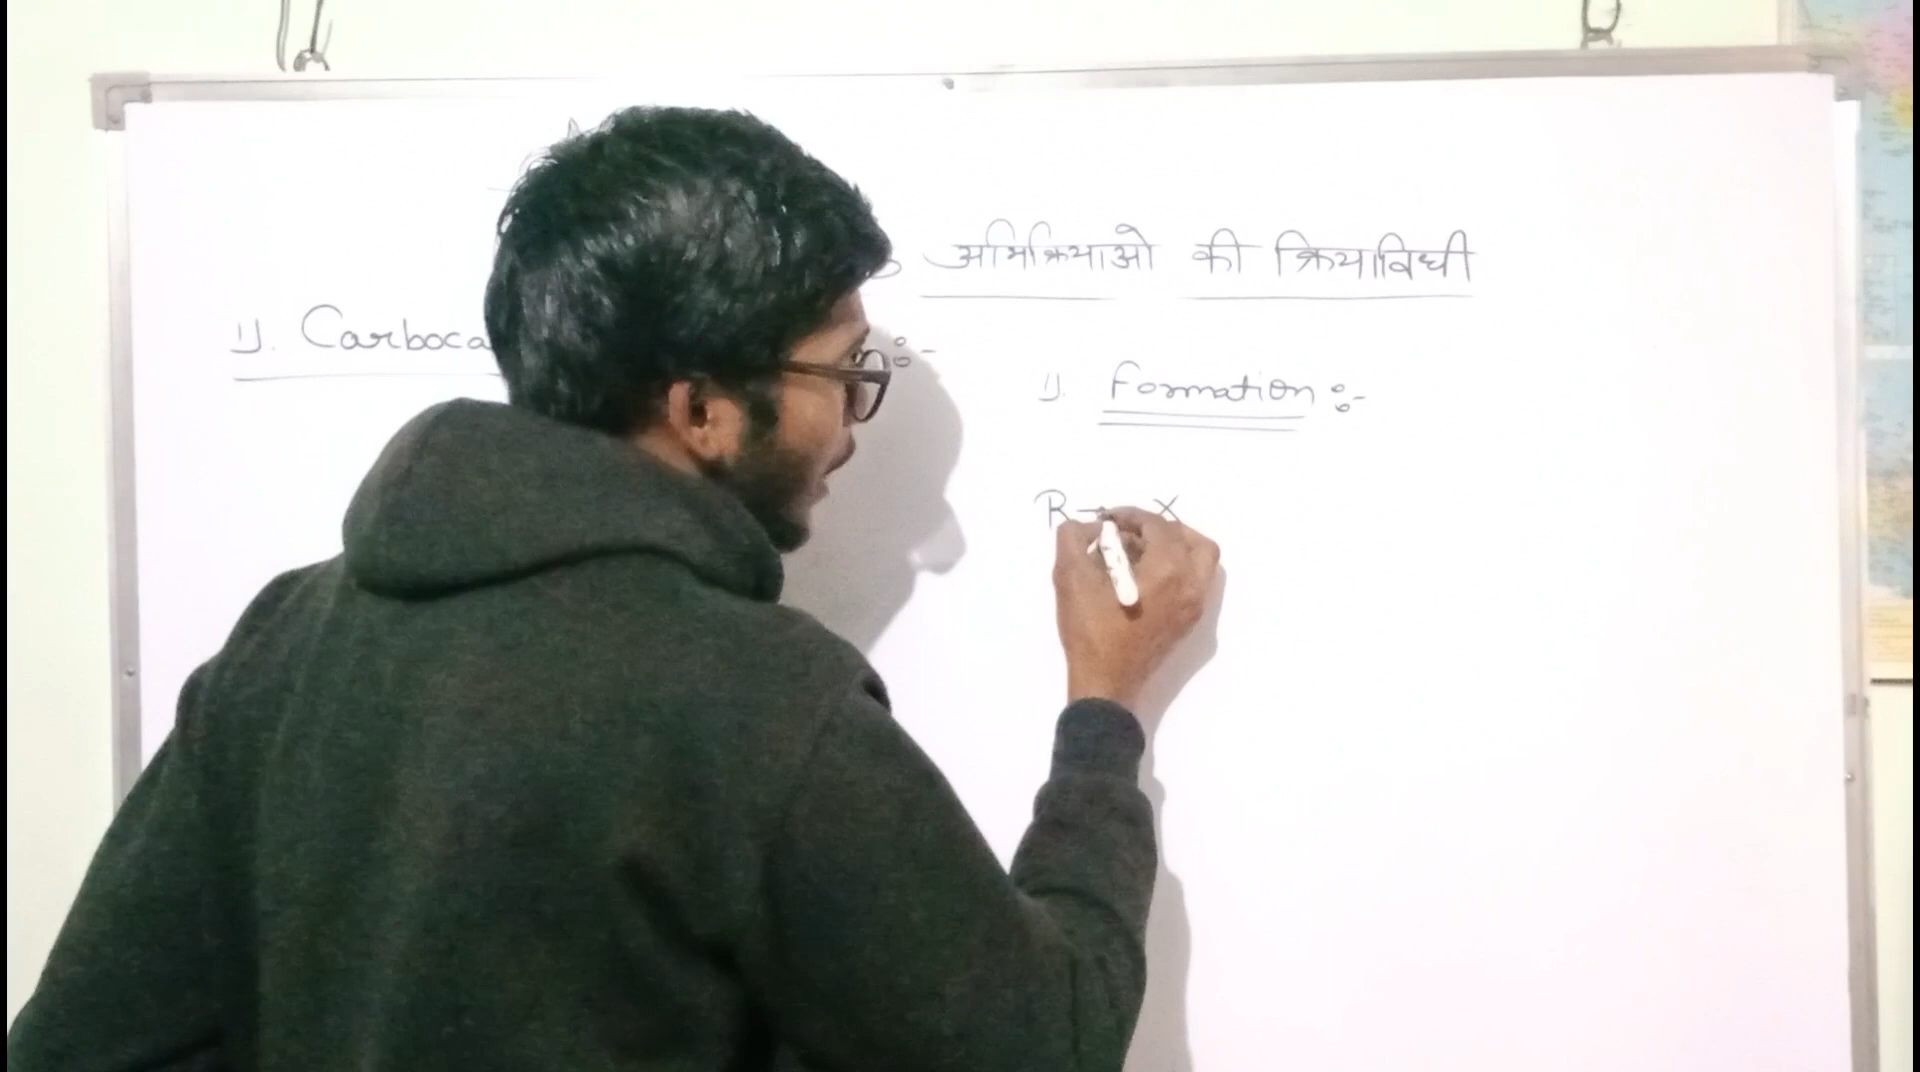 अभिक्रियाओ की क्रियाविधी
1). Carboca :-
1). Formation :-
R — X